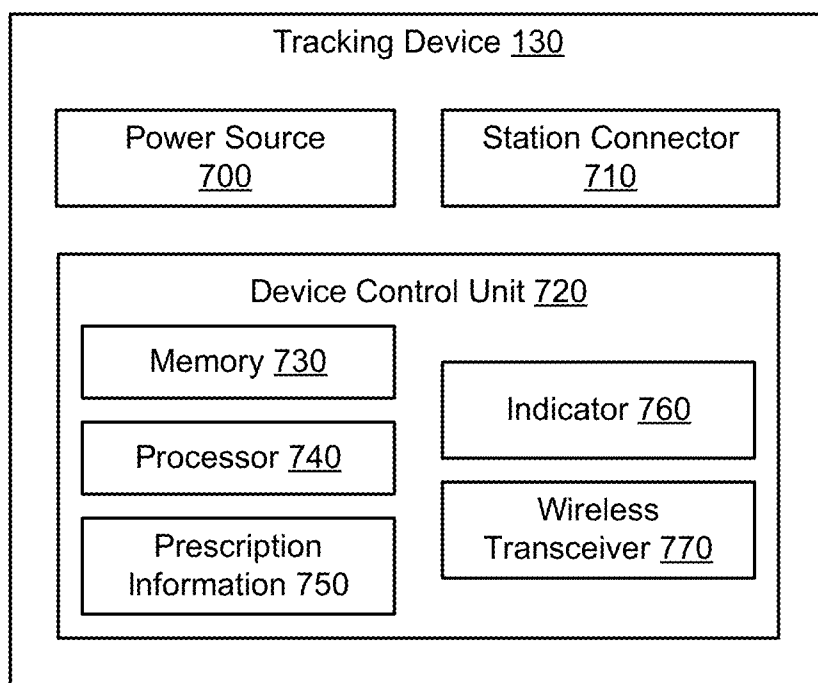 Tracking Device 130
Power Source
700
Station Connector
710
Device Control Unit 720
Memory 730
Processor 740
Prescription
Information 750
Indicator 760
Wireless
Transceiver 770